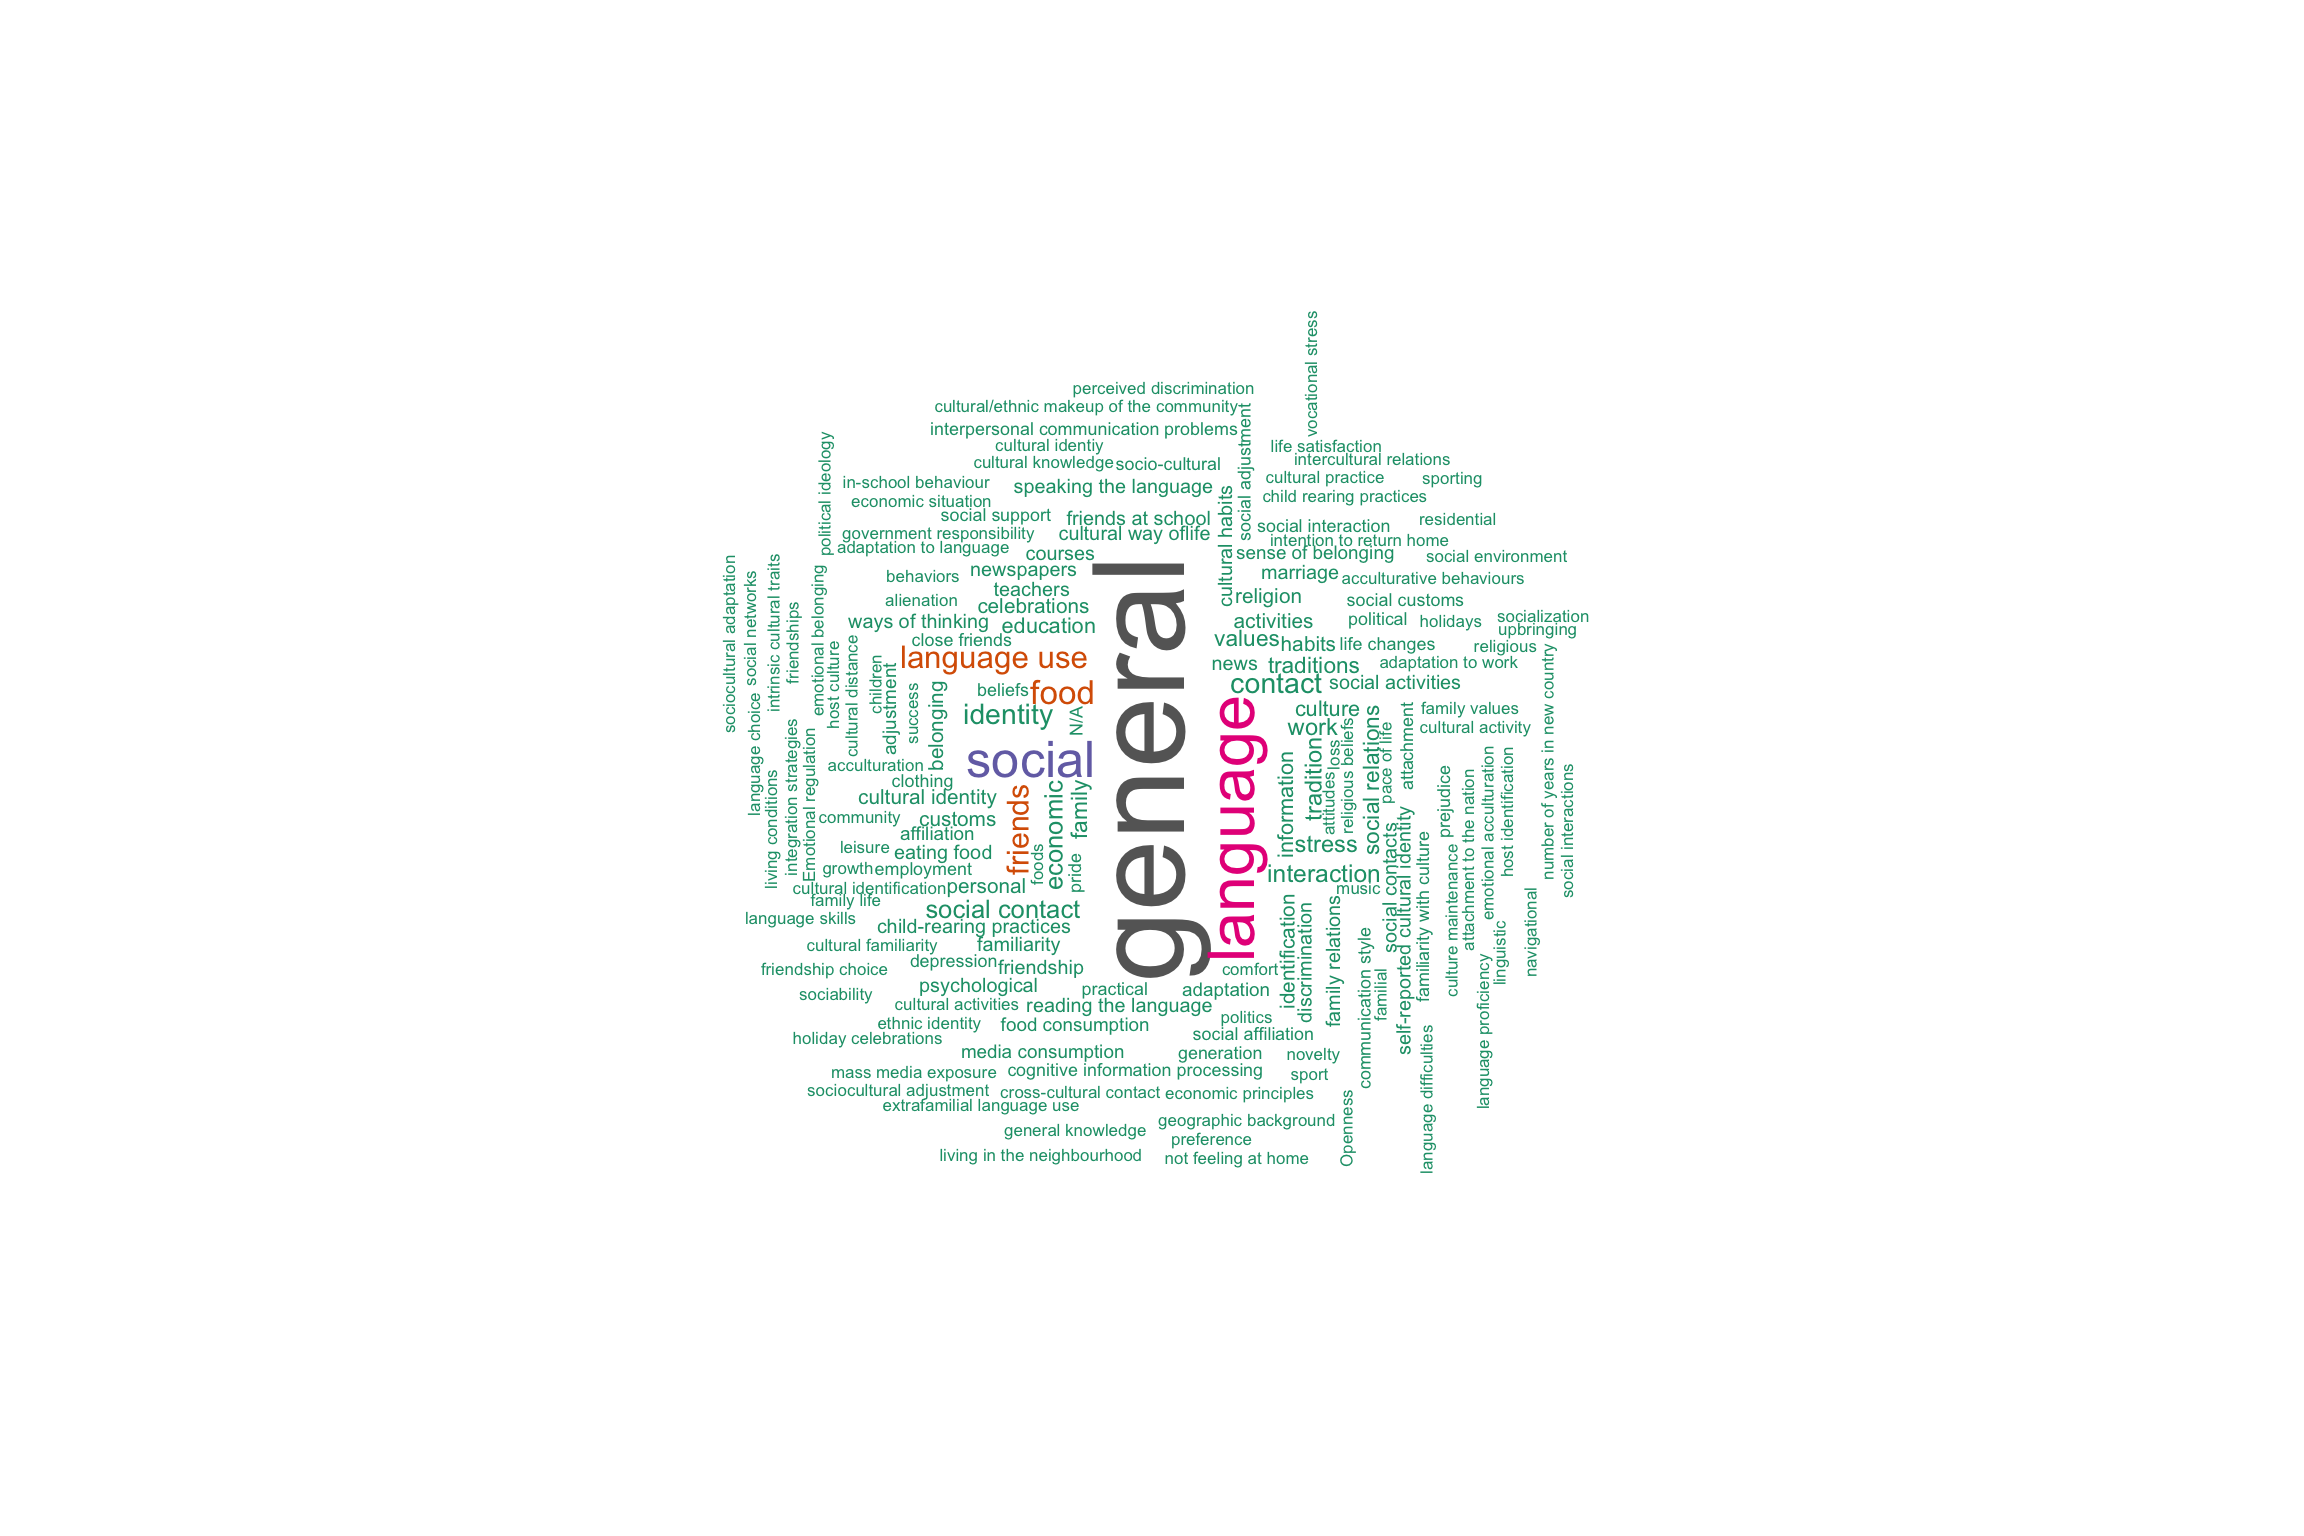 vocational stress
perceived discrimination
cultural/ethnic makeup of the community
social adjustment
interpersonal communication problems
political ideology
cultural identiy
life satisfaction
intercultural relations
cultural knowledge
socio-cultural
cultural practice
sporting
in-school behaviour
speaking the language
cultural habits
child rearing practices
economic situation
social support
friends at school
social interaction
residential
government responsibility
cultural way oflife
intention to return home
adaptation to language
courses
sense of belonging
social environment
sociocultural adaptation
social networks
intrinsic cultural traits
emotional belonging
behaviors
newspapers
general
marriage
acculturative behaviours
teachers
religion
social customs
friendships
alienation
celebrations
activities
political
holidays
socialization
ways of thinking
education
upbringing
host culture
cultural distance
close friends
values
habits
life changes
religious
number of years in new country
language use
news
traditions
adaptation to work
children
adjustment
success
belonging
beliefs
food
contact
social activities
language choice
identity
N/A
language
culture
social relations
attachment
family values
integration strategies
Emotional regulation
work
religious beliefs
pace of life
cultural activity
social
tradition
loss
acculturation
information
attitudes
prejudice
attachment to the nation
emotional acculturation
host identification
social interactions
living conditions
clothing
friends
economic
family
cultural identity
self-reported cultural identity
community
customs
affiliation
social contacts
familiarity with culture
leisure
eating food
foods
pride
stress
growth
employment
interaction
culture maintenance
cultural identification
personal
music
family life
identification
discrimination
family relations
navigational
language skills
social contact
child-rearing practices
communication style
linguistic
cultural familiarity
familiarity
language proficiency
depression
friendship
comfort
familial
friendship choice
psychological
practical
adaptation
sociability
cultural activities
reading the language
ethnic identity
food consumption
politics
language difficulties
holiday celebrations
social affiliation
media consumption
generation
novelty
mass media exposure
cognitive information processing
sport
sociocultural adjustment
cross-cultural contact
economic principles
Openness
extrafamilial language use
geographic background
general knowledge
preference
living in the neighbourhood
not feeling at home